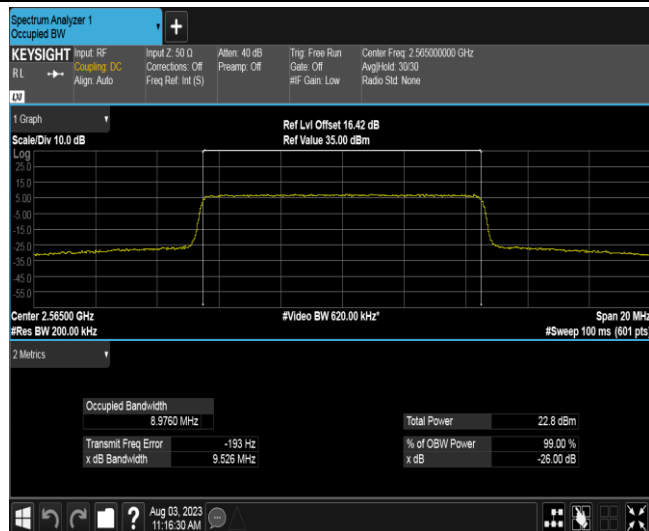 Spectrum Analyzer 1
Occupied BW
+
KEYSIGHT
RL
Input: RF
Coupling: DC
Align: Auto
Input Z: 50 Ω
Corrections: Off
Freq Ref: Int (S)
Atten: 40 dB
Preamp: Off
Trig: Free Run
Gate: Off
#IF Gain: Low
Center Freq: 2.565000000 GHz
Avg|Hold: 30/30
Radio Std: None
LXI
1 Graph
Scale/Div 10.0 dB
Ref Lvl Offset 16.42 dB
Ref Value 35.00 dBm
Log
25.0
15.0
5.00
-5.00
-15.0
-25.0
-35.0
-45.0
-55.0
Center 2.56500 GHz
#Res BW 200.00 kHz
#Video BW 620.00 kHz*
Span 20 MHz
#Sweep 100 ms (601 pts)
2 Metrics
Occupied Bandwidth
8.9760 MHz
Total Power 22.8 dBm
Transmit Freq Error -193 Hz
% of OBW Power 99.00 %
x dB Bandwidth 9.526 MHz
x dB -26.00 dB
?
Aug 03, 2023
11:16:30 AM